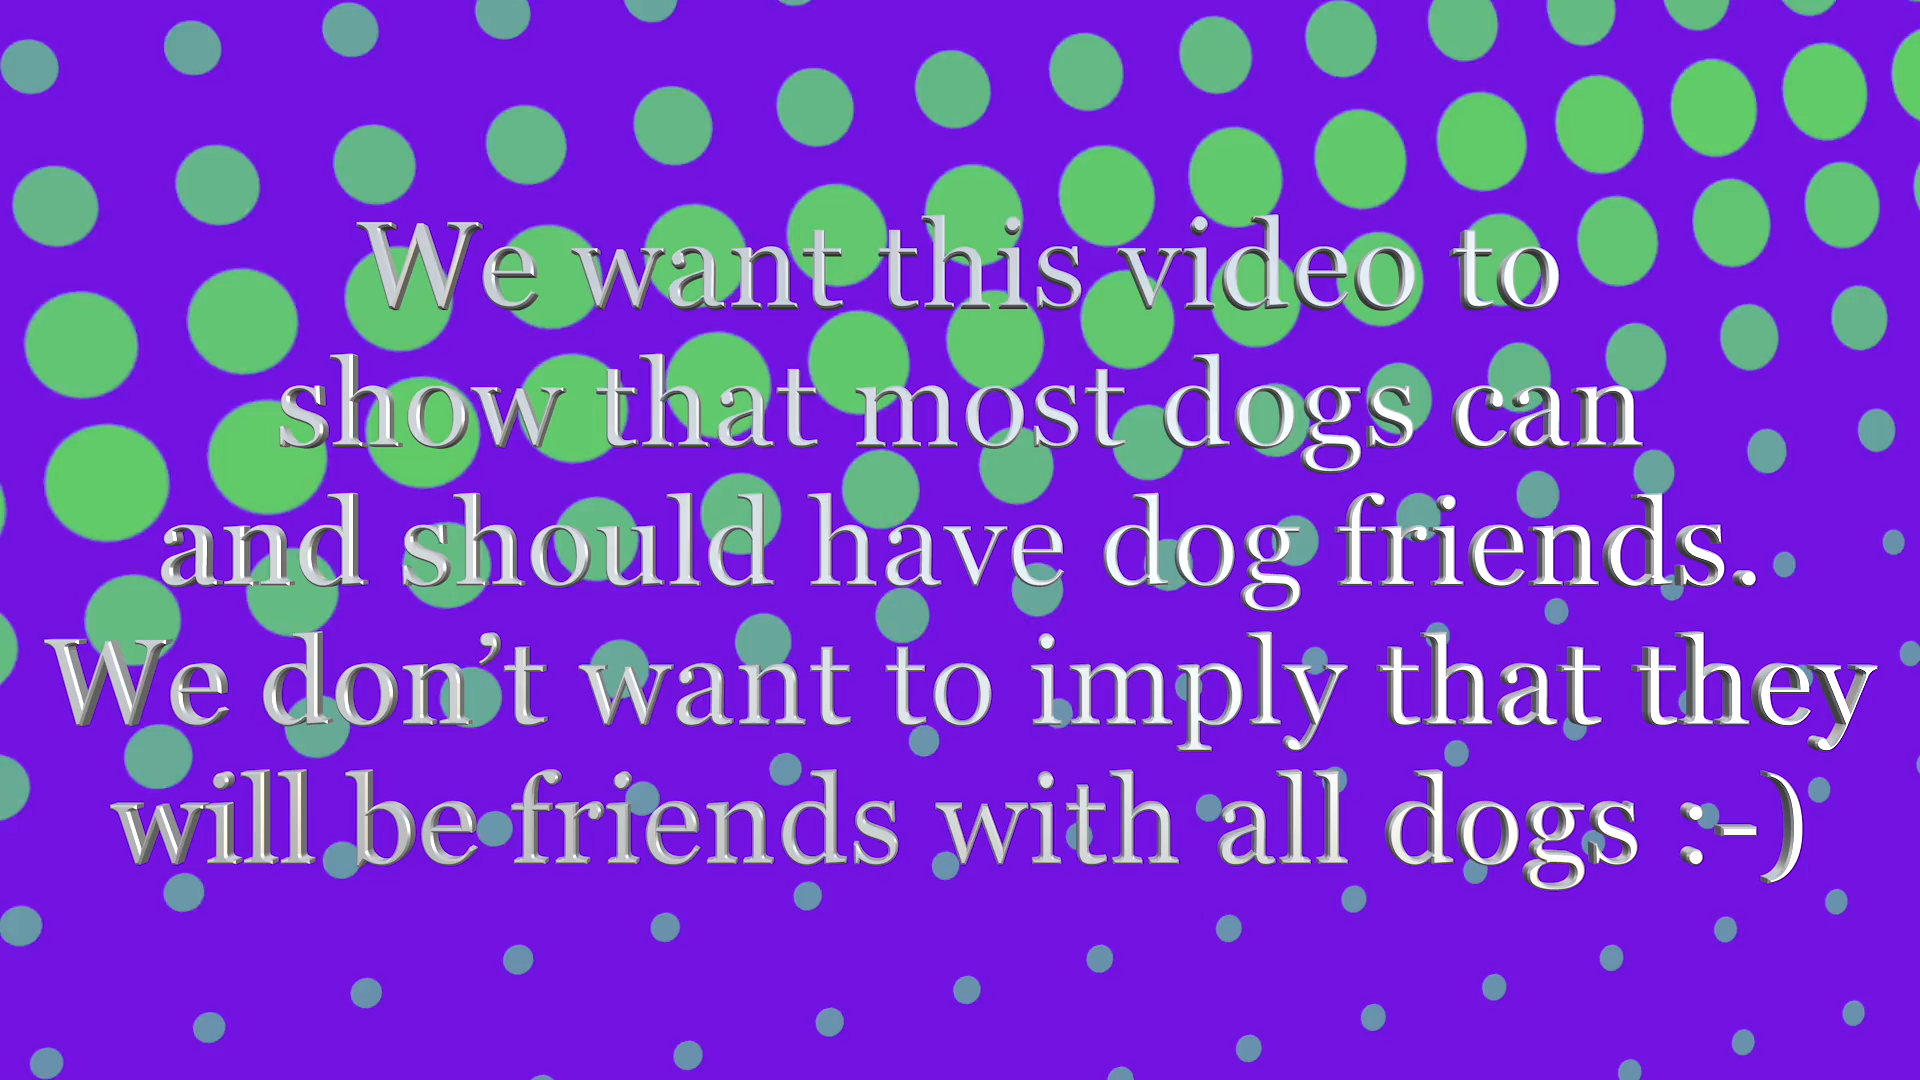 We want this video to
show that most dogs can
and should have dog friends.
We don’t want to imply that they
will be friends with all dogs :-)